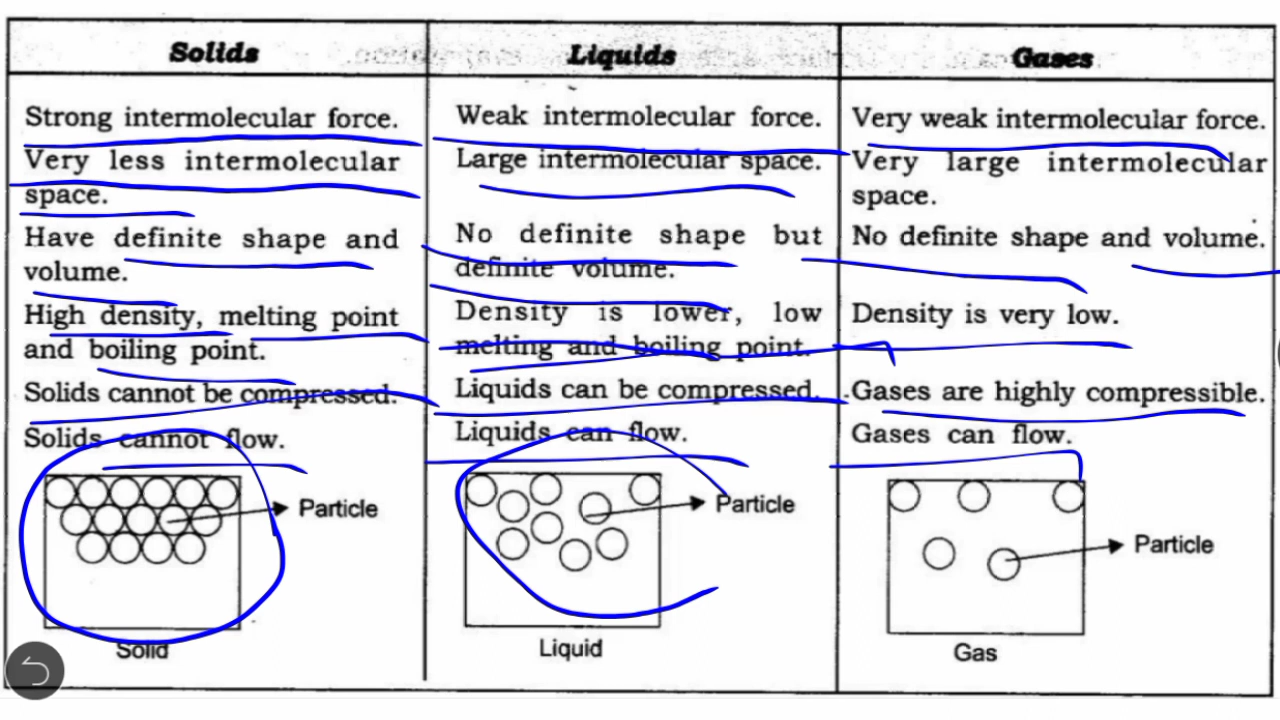 Solids
Liquids
Gases
Strong intermolecular force.
Very less intermolecular
space.
Have definite shape and
volume.
High density, melting point
and boiling point.
Solids cannot be compressed.
Solids cannot flow.
Particle
Solid
Weak intermolecular force.
Large intermolecular space.
No definite shape but
definite volume.
Density is lower, low
melting and boiling point.
Liquids can be compressed.
Liquids can flow.
Particle
Liquid
Very weak intermolecular force.
Very large intermolecular
space.
No definite shape and volume.
Density is very low.
Gases are highly compressible.
Gases can flow.
Particle
Gas